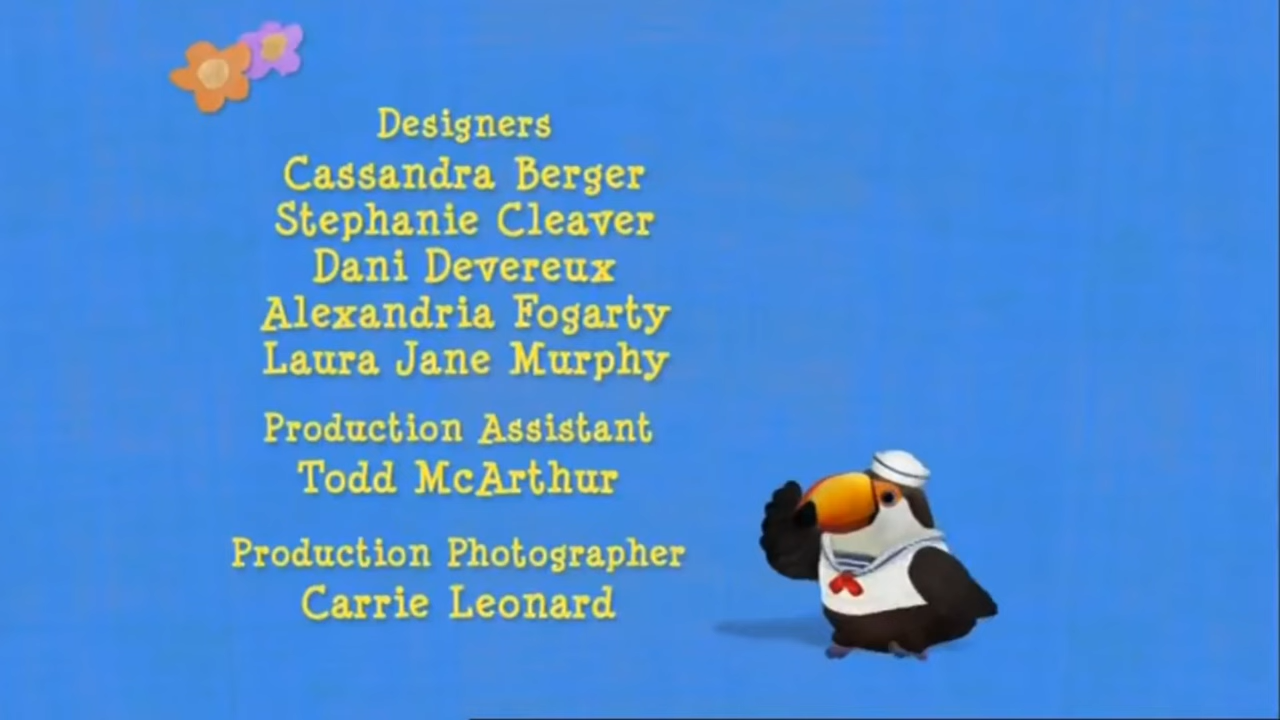 Designers
Cassandra Berger
Stephanie Cleaver
Dani Devereux
Alexandria Fogarty
Laura Jane Murphy
Production Assistant
Todd McArthur
Production Photographer
Carrie Leonard